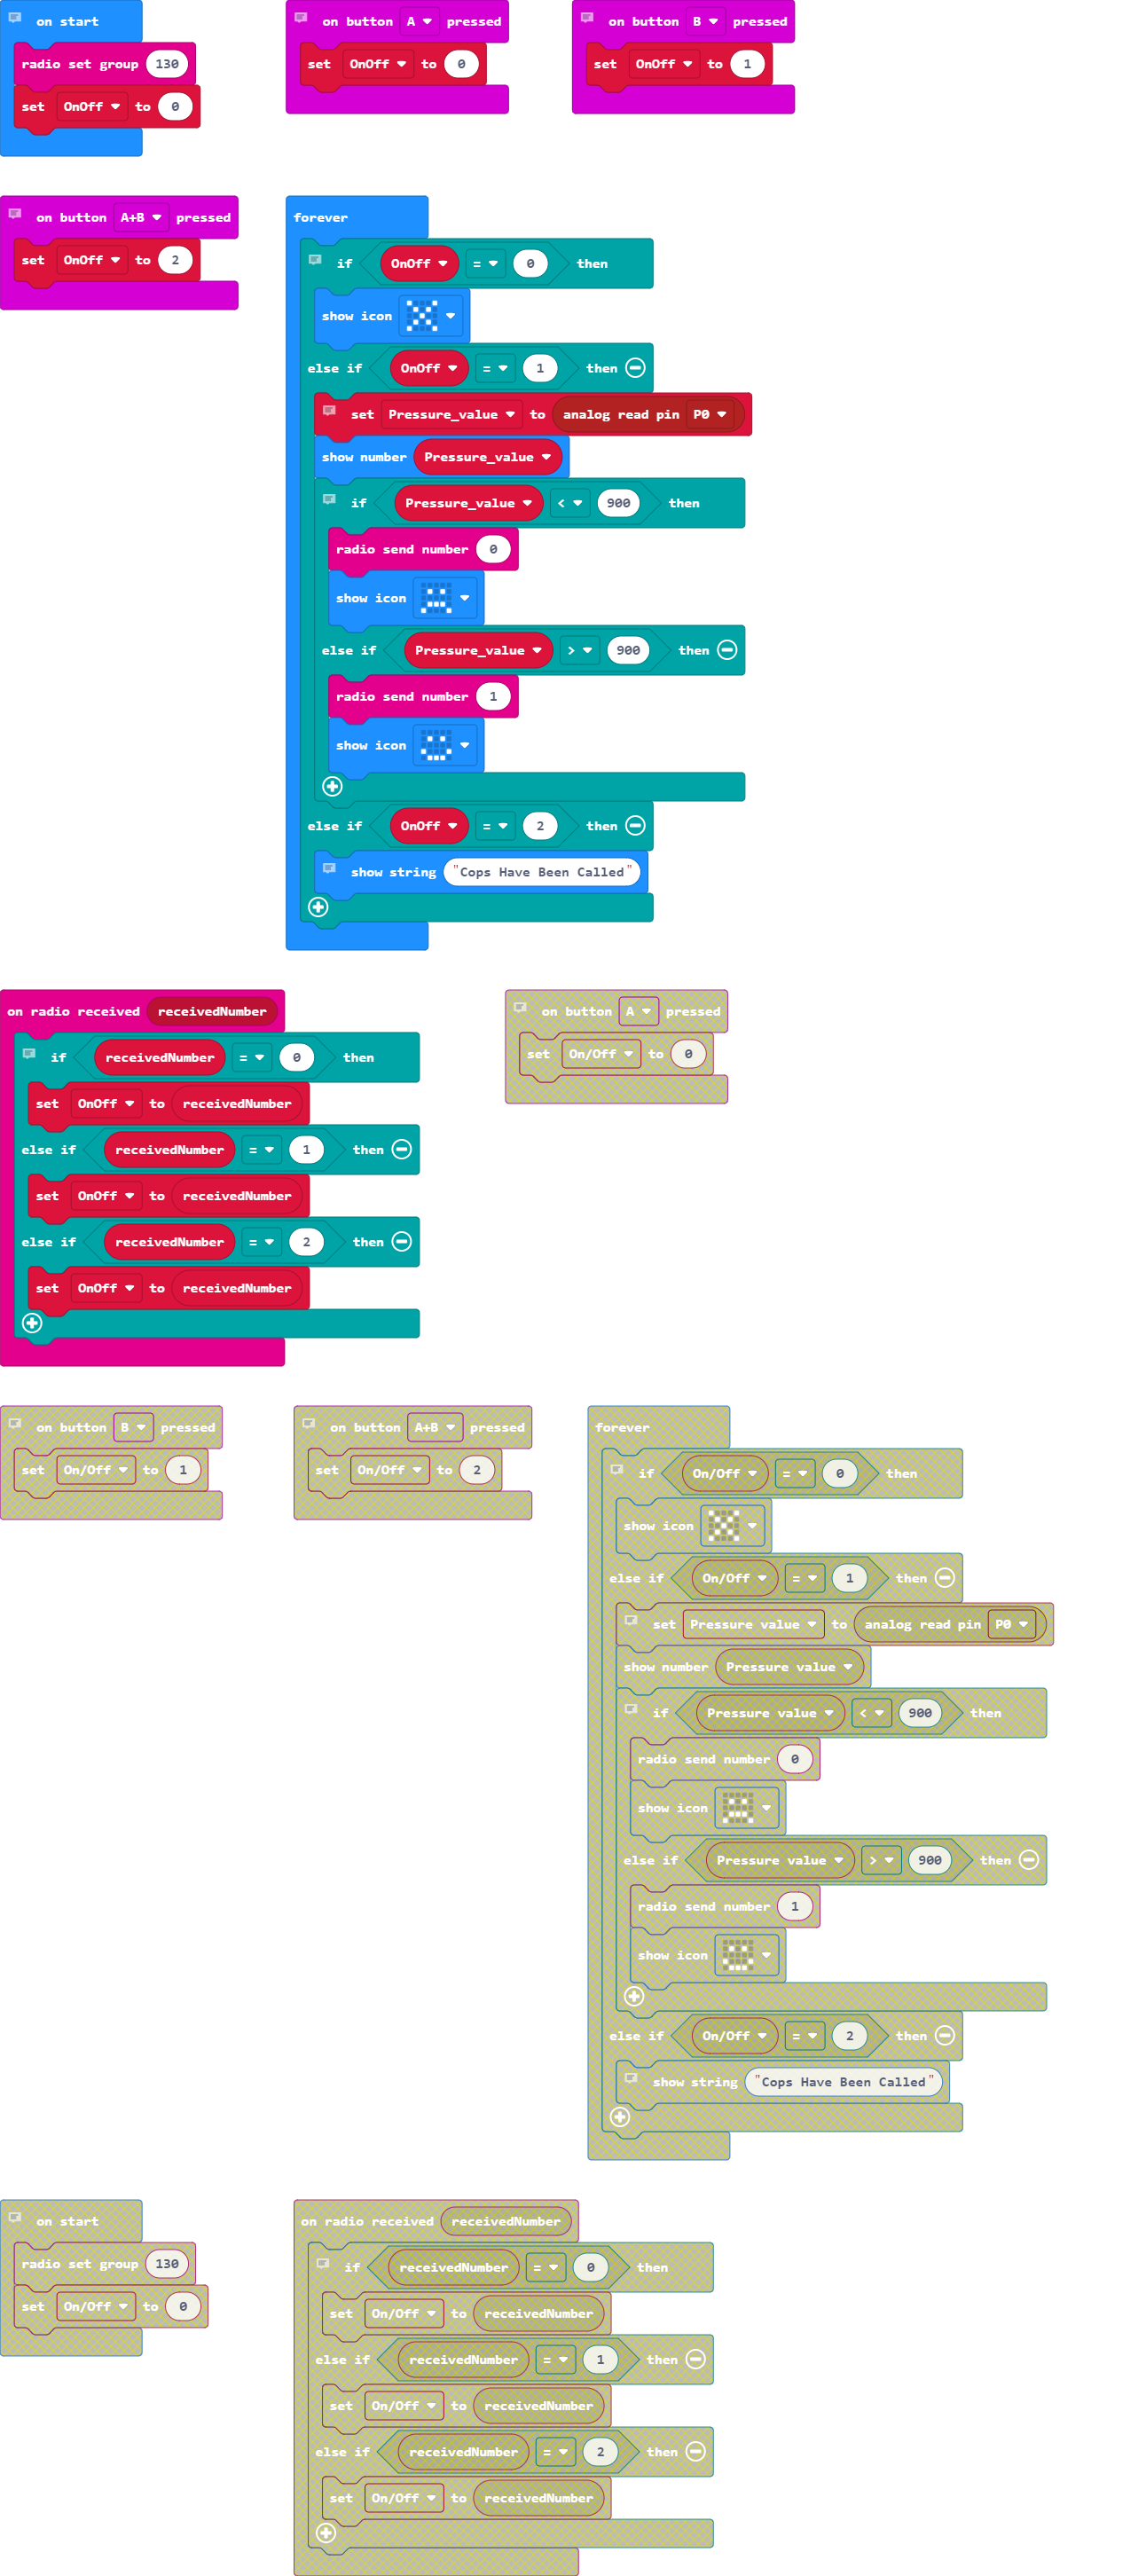 on start
radio set group 130
set OnOff to 0
on button A pressed
set OnOff to 0
on button B pressed
set OnOff to 1
on button A+B pressed
set OnOff to 2
forever
if OnOff = 0 then
show icon
else if OnOff = 1 then
set Pressure_value to analog read pin P0
show number Pressure_value
if Pressure_value < 900 then
radio send number 0
show icon
else if Pressure_value > 900 then
radio send number 1
show icon
else if OnOff = 2 then
show string "Cops Have Been Called"
on radio received receivedNumber
if receivedNumber = 0 then
set OnOff to receivedNumber
else if receivedNumber = 1 then
set OnOff to receivedNumber
else if receivedNumber = 2 then
set OnOff to receivedNumber
on button A pressed
set On/Off to 0
on button B pressed
set On/Off to 1
on button A+B pressed
set On/Off to 2
forever
if On/Off = 0 then
show icon
else if On/Off = 1 then
set Pressure value to analog read pin P0
show number Pressure value
if Pressure value < 900 then
radio send number 0
show icon
else if Pressure value > 900 then
radio send number 1
show icon
else if On/Off = 2 then
show string "Cops Have Been Called"
on start
radio set group 130
set On/Off to 0
on radio received receivedNumber
if receivedNumber = 0 then
set On/Off to receivedNumber
else if receivedNumber = 1 then
set On/Off to receivedNumber
else if receivedNumber = 2 then
set On/Off to receivedNumber